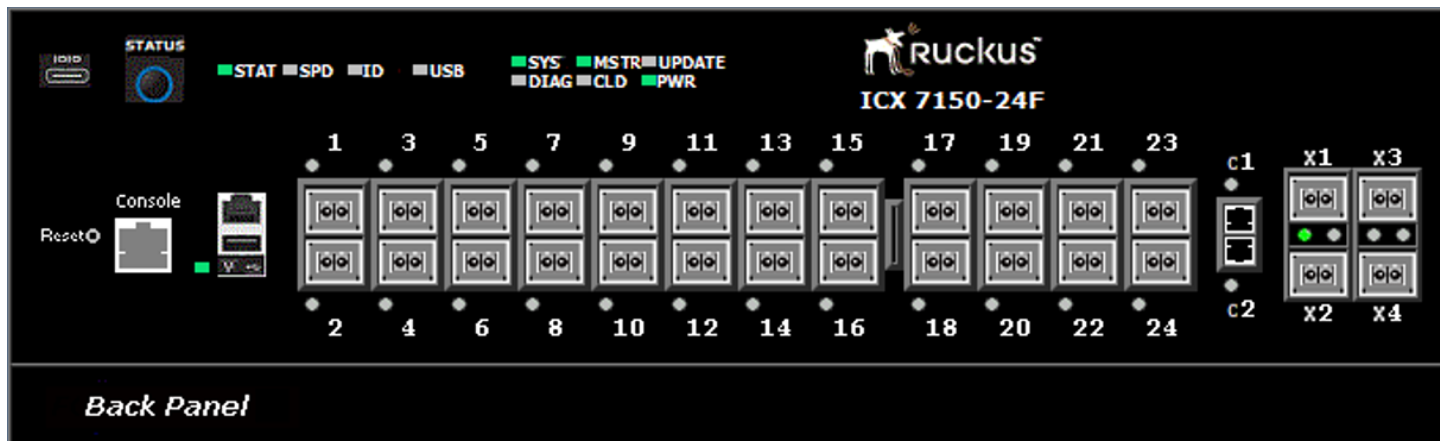 IOIO
STATUS
STAT SPD ID USB
SYS MSTR UPDATE
DIAG CLD PWR
Ruckus™
ICX 7150-24F
1 3 5 7 9 11 13 15 17 19 21 23
C1 X1 X3
Console
Reset
2 4 6 8 10 12 14 16 18 20 22 24
C2 X2 X4
Back Panel